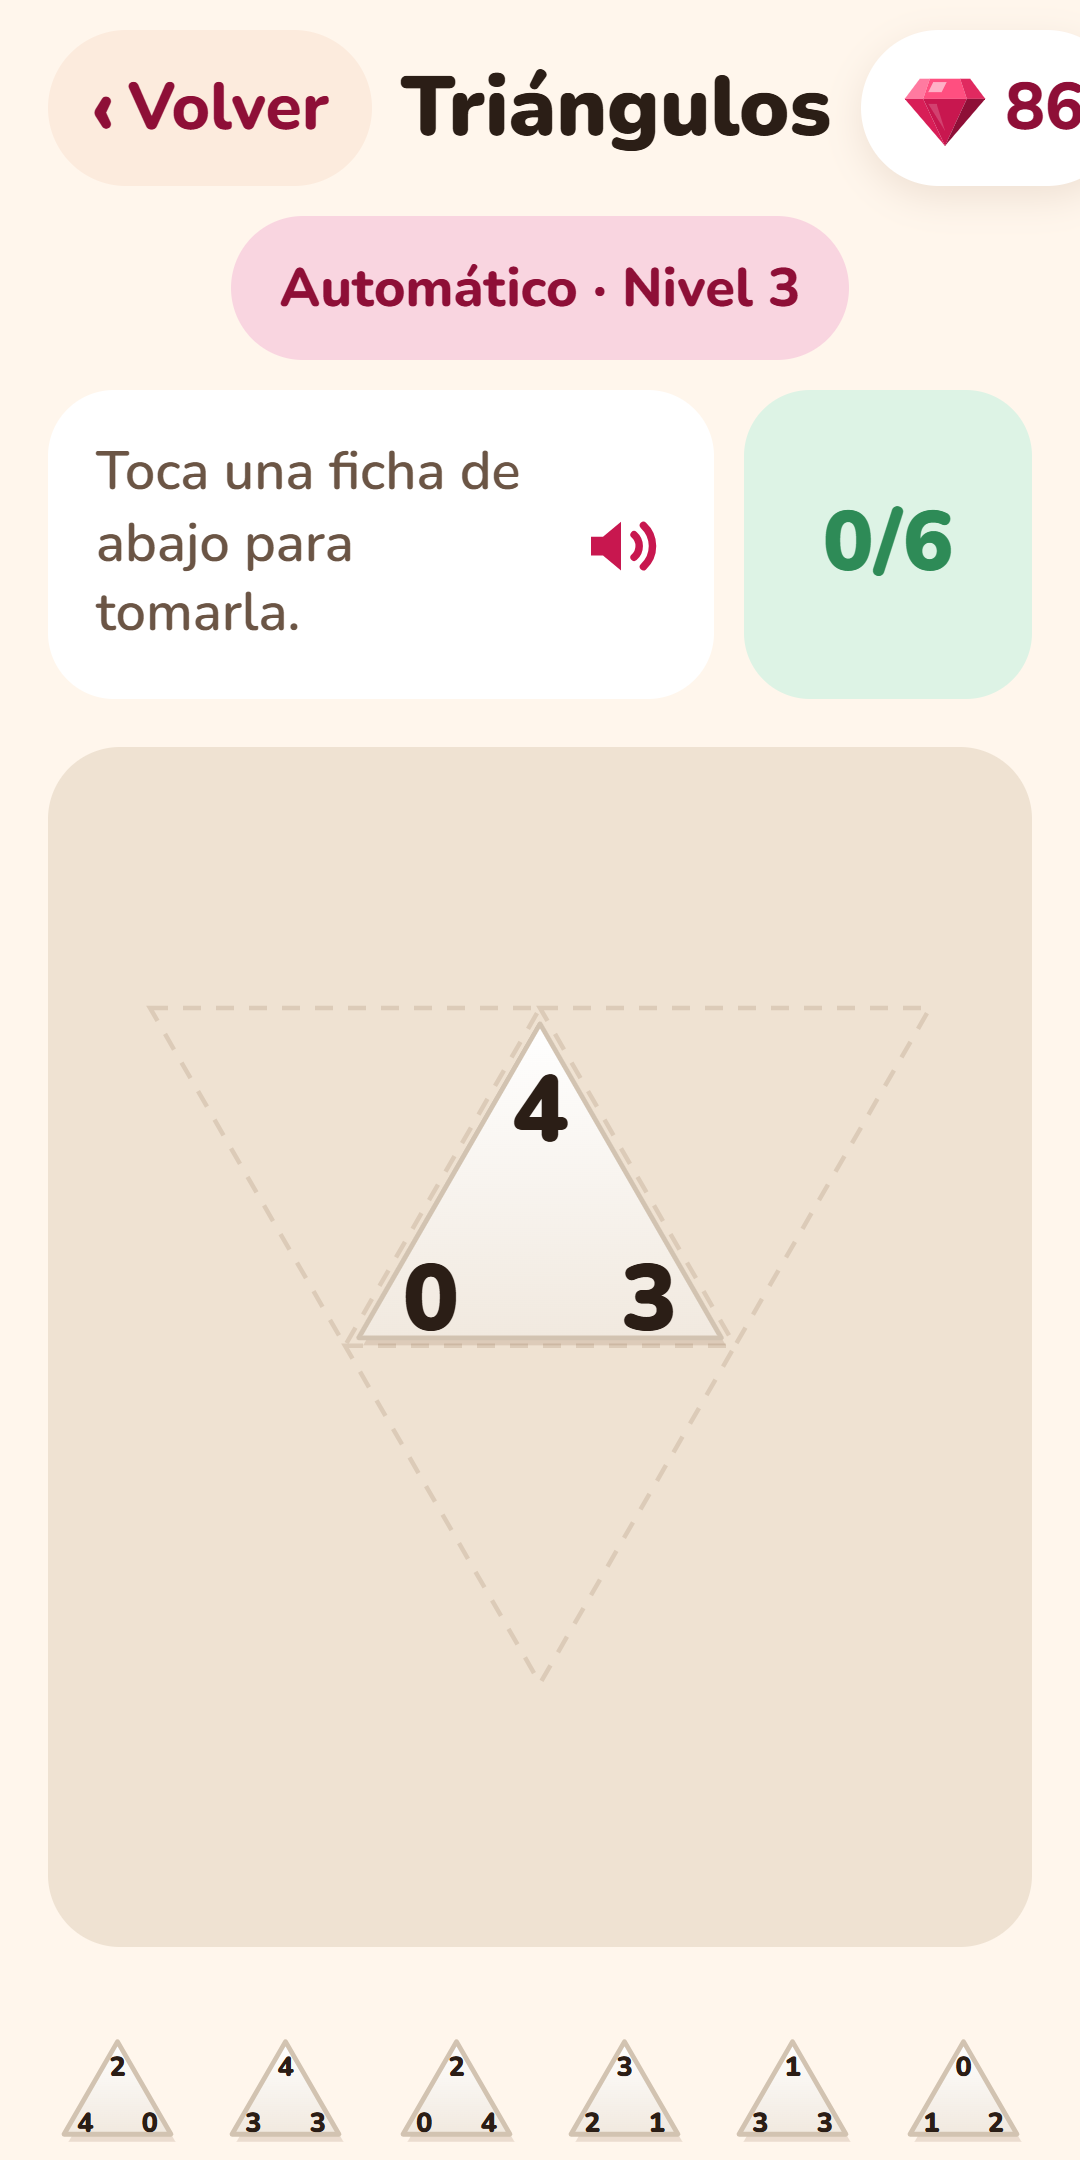 ‹ Volver Triángulos 86
Automático · Nivel 3
Toca una ficha de
abajo para
tomarla.
0/6
4
0 3
2 4 2 3 1 0
4 0 3 3 0 4 2 1 3 3 1 2